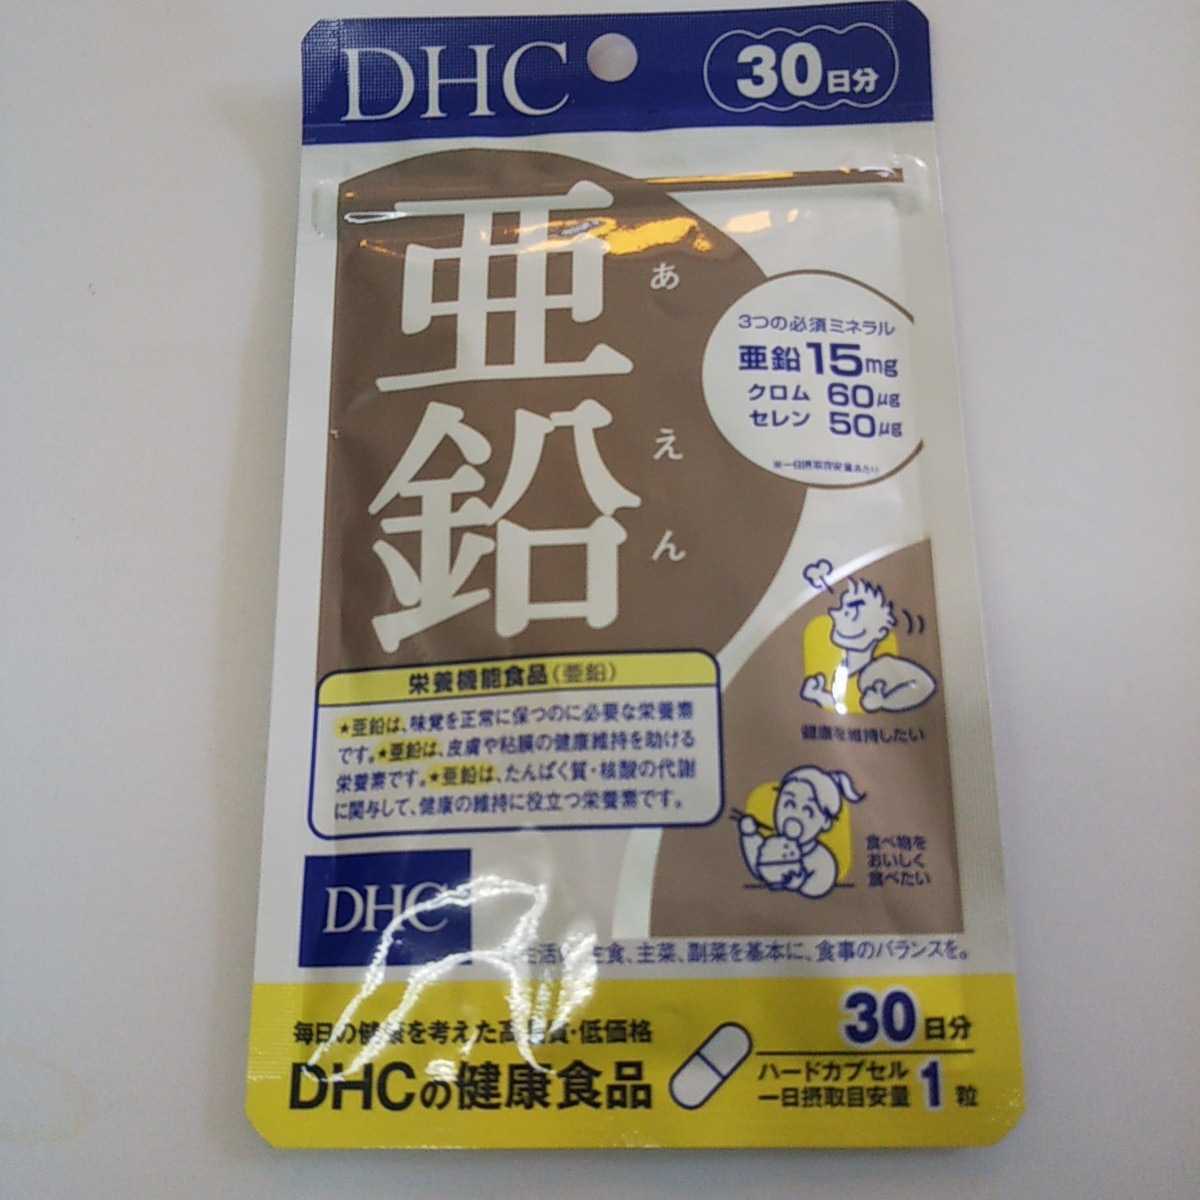 DHC
30日分
亜鉛
あえん
3つの必須ミネラル
亜鉛15mg
クロム 60μg
セレン 50μg
※一日摂取目安量あたり
健康を維持したい
栄養機能食品(亜鉛)
★亜鉛は、味覚を正常に保つのに必要な栄養素
です。★亜鉛は、皮膚や粘膜の健康維持を助ける
栄養素です。★亜鉛は、たんぱく質・核酸の代謝
に関与して、健康の維持に役立つ栄養素です。
食べ物を
おいしく
食べたい
DHC
主食、主菜、副菜を基本に、食事のバランスを。
毎日の健康を考えた高品質・低価格
DHCの健康食品
30日分
ハードカプセル
一日摂取目安量 1粒